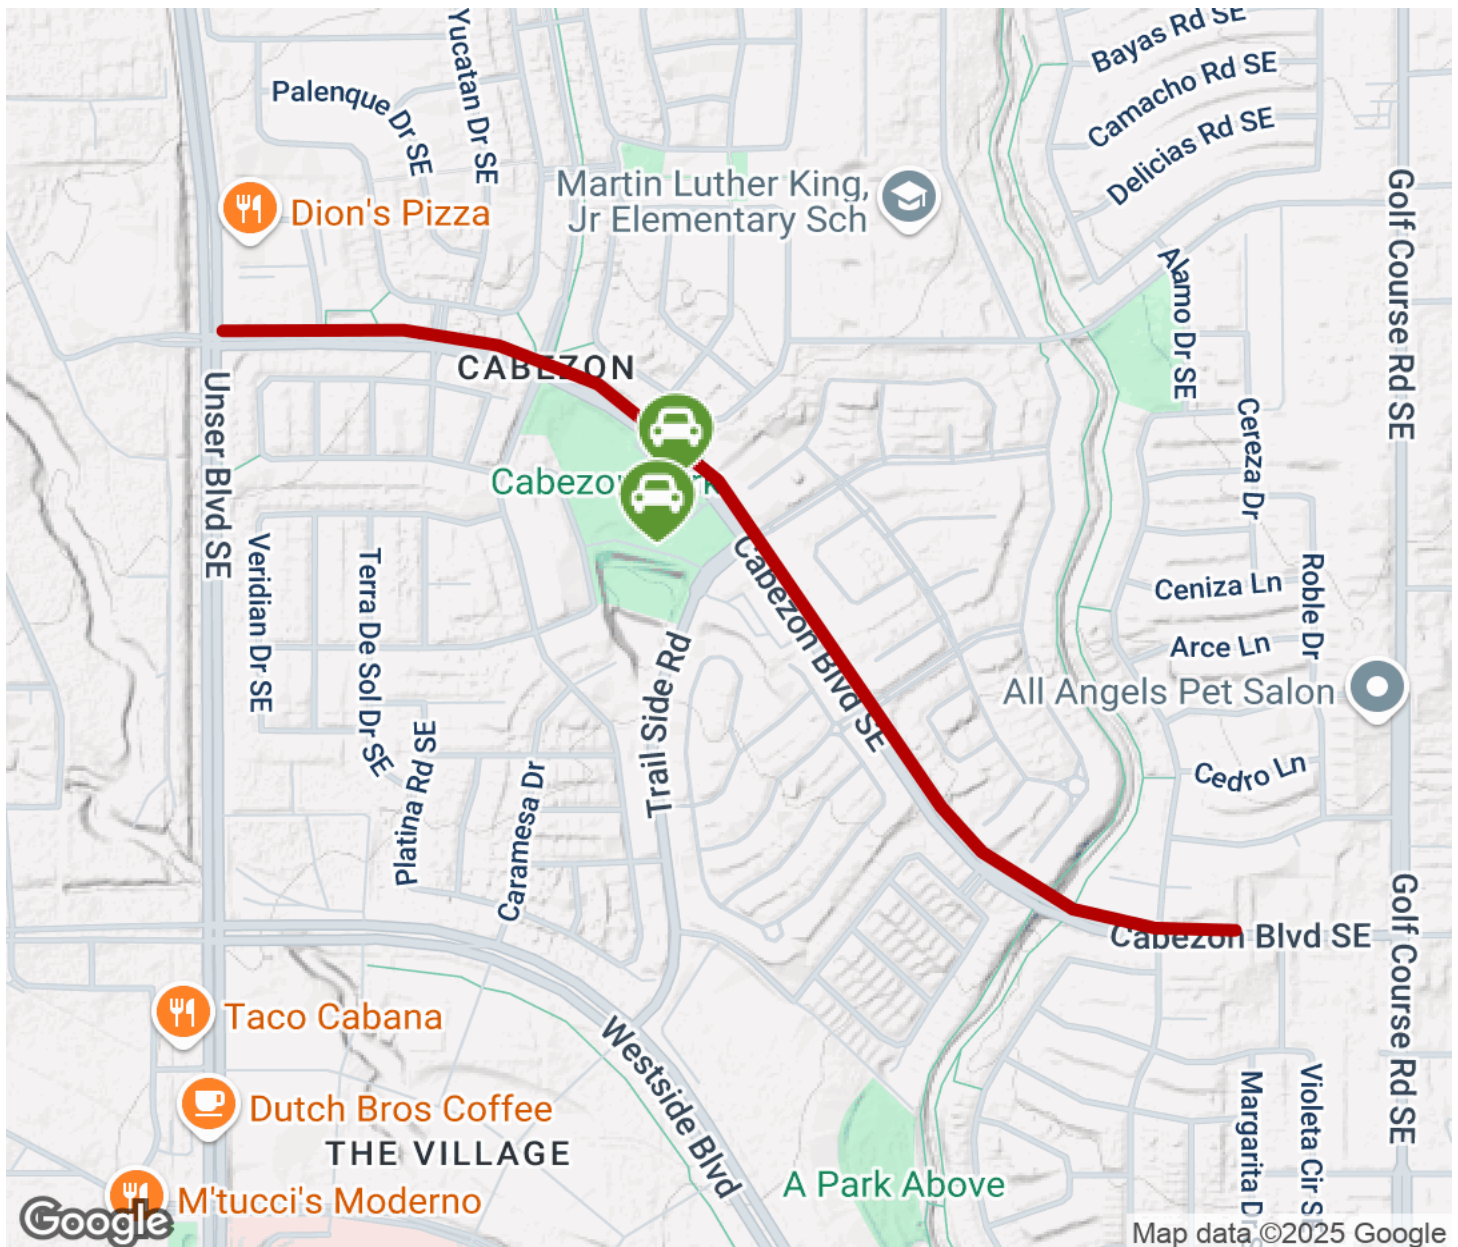 Bayas Rd SE
Yucatan Dr SE
Camacho Rd SE
Palenque Dr SE
Delicias Rd SE
Martin Luther King,
Jr Elementary Sch
Dion's Pizza
Golf Course Rd SE
Alamo Dr SE
CABEZON
Unser Blvd SE
Cereza Dr
Cabezon Blvd SE
Veridian Dr SE
Terra De Sol Dr SE
Ceniza Ln
Roble Dr
Arce Ln
Trail Side Rd
All Angels Pet Salon
Platina Rd SE
Caramesa Dr
Cedro Ln
Golf Course Rd SE
Cabezon Blvd SE
Taco Cabana
Westside Blvd
Dutch Bros Coffee
THE VILLAGE
Margarita Dr
Violeta Cir S
A Park Above
M'tucci's Moderno
Google
Map data ©2025 Google